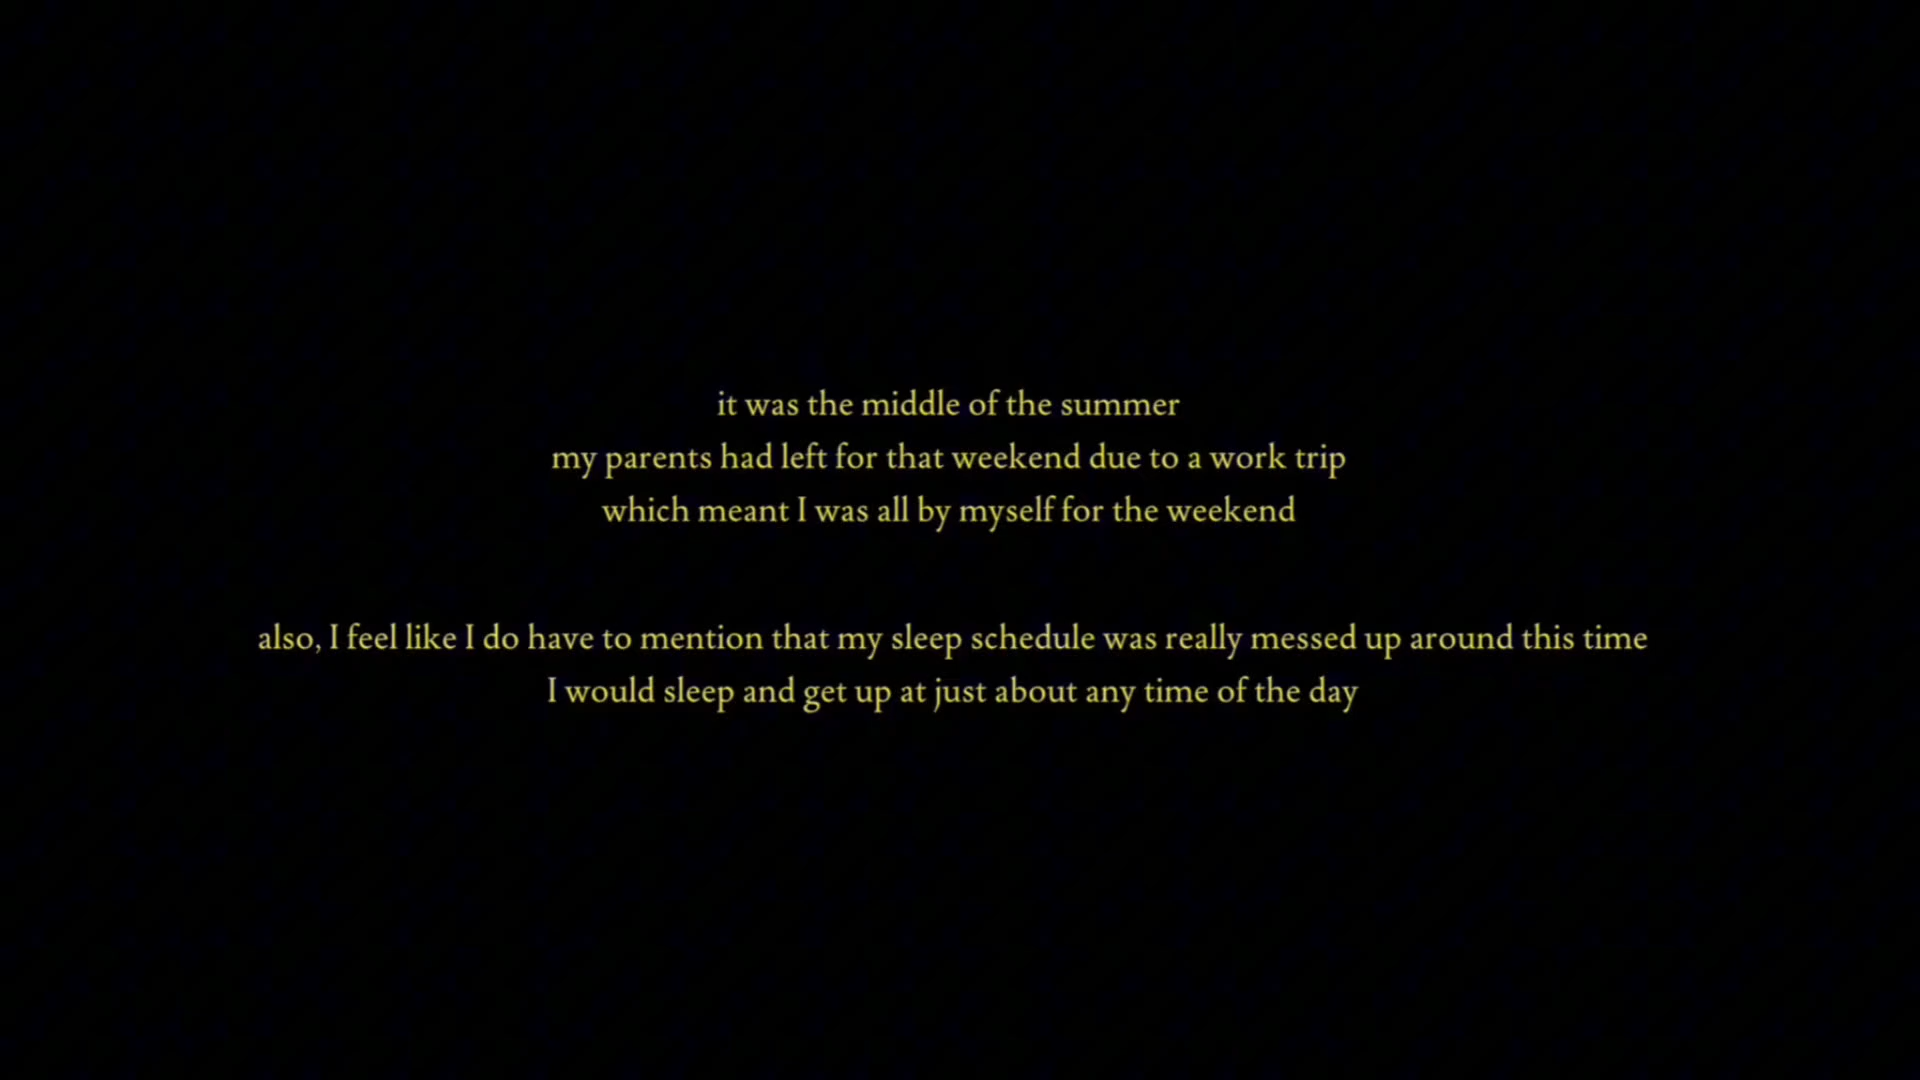 it was the middle of the summer
my parents had left for that weekend due to a work trip
which meant I was all by myself for the weekend
also, I feel like I do have to mention that my sleep schedule was really messed up around this time
I would sleep and get up at just about any time of the day